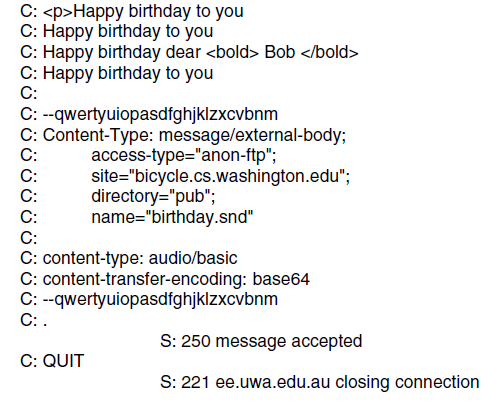 C: <p>Happy birthday to you
C: Happy birthday to you
C: Happy birthday dear <bold> Bob </bold>
C: Happy birthday to you
C:
C: --qwertyuiopasdfghjklzxcvbnm
C: Content-Type: message/external-body;
C: access-type="anon-ftp";
C: site="bicycle.cs.washington.edu";
C: directory="pub";
C: name="birthday.snd"
C:
C: content-type: audio/basic
C: content-transfer-encoding: base64
C: --qwertyuiopasdfghjklzxcvbnm
C: .
S: 250 message accepted
C: QUIT
S: 221 ee.uwa.edu.au closing connection